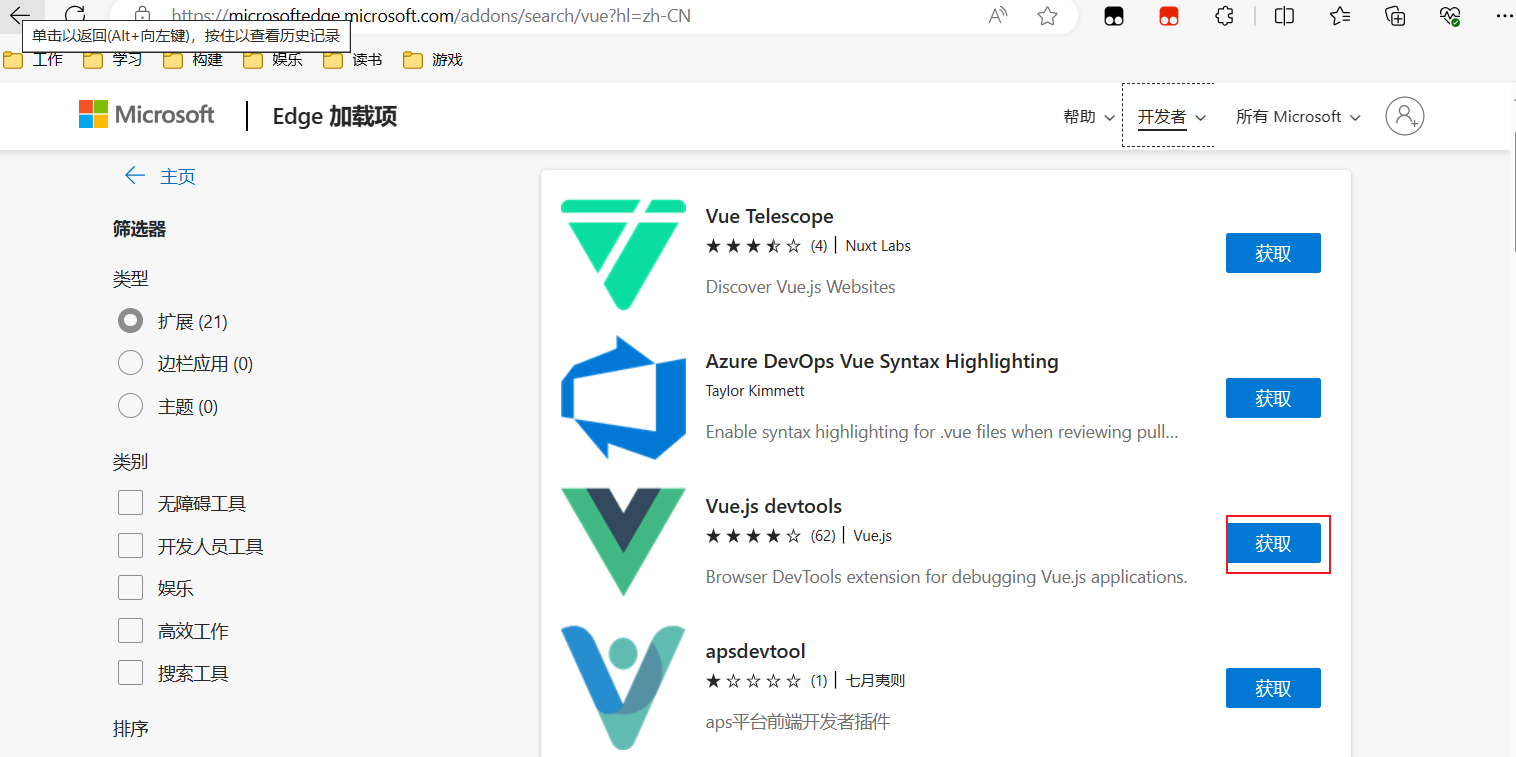 https://microsoftedge.microsoft.com/addons/search/vue?hl=zh-CN
单击以返回(Alt+向左键)，按住以查看历史记录
工作 学习 构建 娱乐 读书 游戏
Microsoft Edge 加载项 帮助 开发者 所有 Microsoft
主页
筛选器
类型
扩展 (21)
边栏应用 (0)
主题 (0)
类别
无障碍工具
开发人员工具
娱乐
高效工作
搜索工具
排序
Vue Telescope
(4) Nuxt Labs
Discover Vue.js Websites
获取
Azure DevOps Vue Syntax Highlighting
Taylor Kimmett
Enable syntax highlighting for .vue files when reviewing pull...
获取
Vue.js devtools
(62) Vue.js
Browser DevTools extension for debugging Vue.js applications.
获取
apsdevtool
(1) 七月夷则
aps平台前端开发者插件
获取